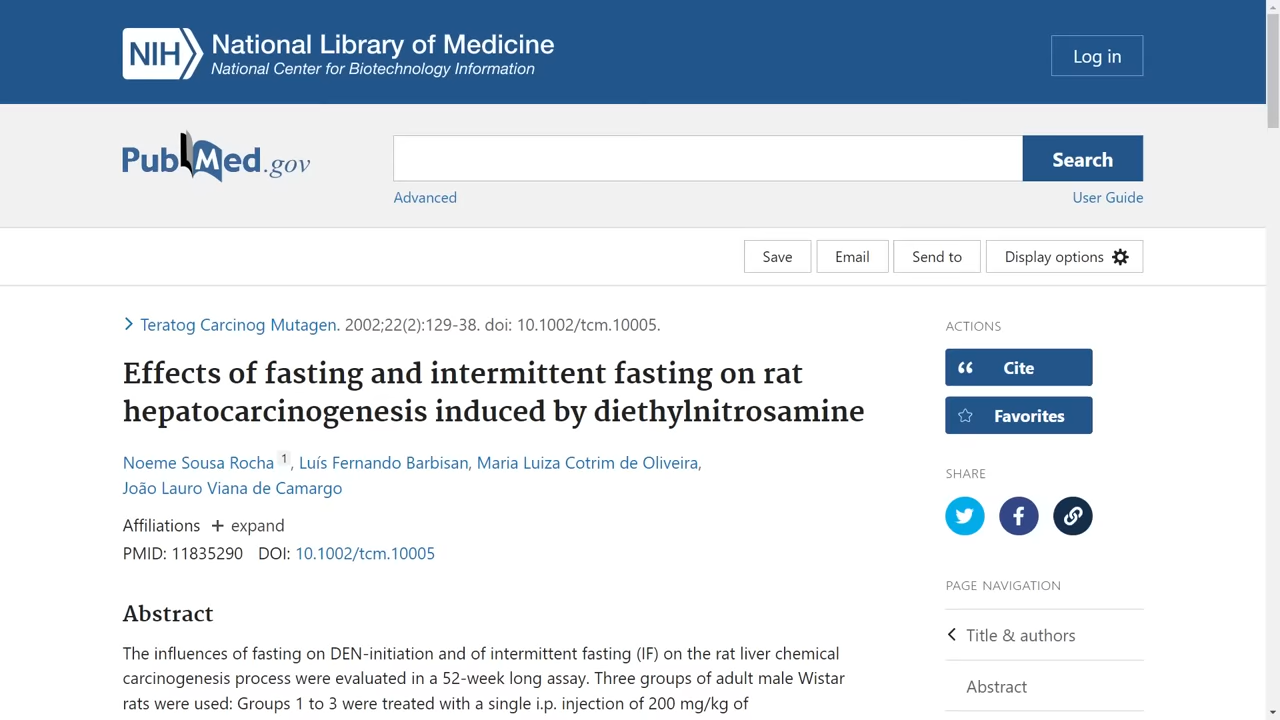 NIH National Library of Medicine
National Center for Biotechnology Information
Log in
PubMed.gov
Search
Advanced
User Guide
Save
Email
Send to
Display options
Teratog Carcinog Mutagen. 2002;22(2):129-38. doi: 10.1002/tcm.10005.
Effects of fasting and intermittent fasting on rat
hepatocarcinogenesis induced by diethylnitrosamine
Noeme Sousa Rocha 1, Luís Fernando Barbisan, Maria Luiza Cotrim de Oliveira,
João Lauro Viana de Camargo
Affiliations + expand
PMID: 11835290 DOI: 10.1002/tcm.10005
Abstract
The influences of fasting on DEN-initiation and of intermittent fasting (IF) on the rat liver chemical
carcinogenesis process were evaluated in a 52-week long assay. Three groups of adult male Wistar
rats were used: Groups 1 to 3 were treated with a single i.p. injection of 200 mg/kg of
ACTIONS
Cite
Favorites
SHARE
PAGE NAVIGATION
Title & authors
Abstract